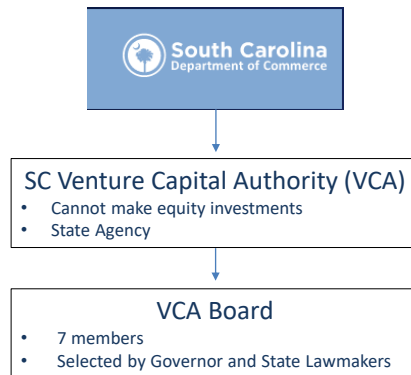 South Carolina
Department of Commerce
SC Venture Capital Authority (VCA)
• Cannot make equity investments
• State Agency
VCA Board
• 7 members
• Selected by Governor and State Lawmakers